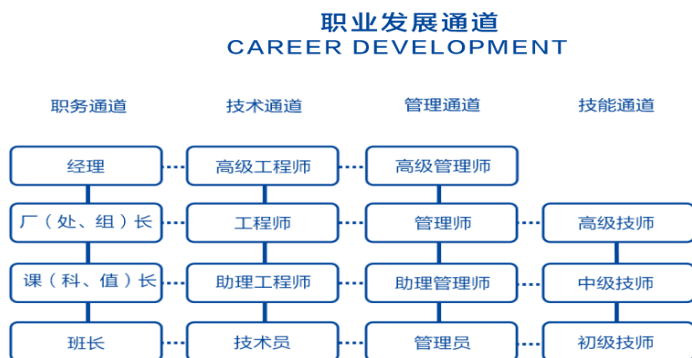 职业发展通道
CAREER DEVELOPMENT
职务通道 技术通道 管理通道 技能通道
经理 高级工程师 高级管理师
厂（处、组）长 工程师 管理师 高级技师
课（科、值）长 助理工程师 助理管理师 中级技师
班长 技术员 管理员 初级技师